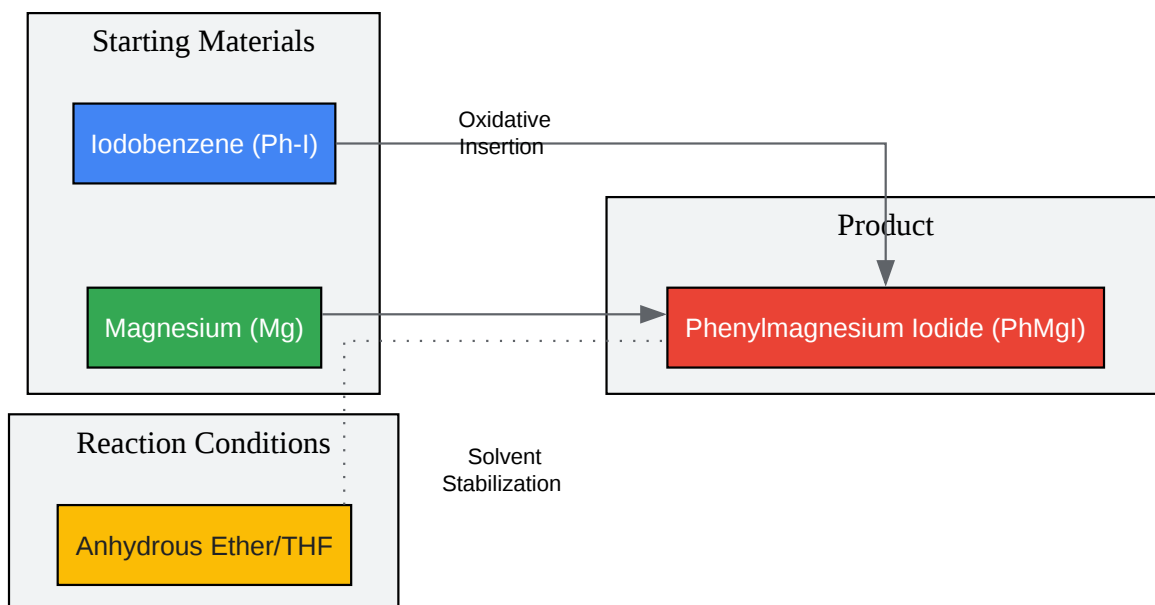 Starting Materials
Iodobenzene (Ph-I)
Oxidative
Insertion
Product
Magnesium (Mg)
Phenylmagnesium Iodide (PhMgI)
Reaction Conditions
Solvent
Stabilization
Anhydrous Ether/THF